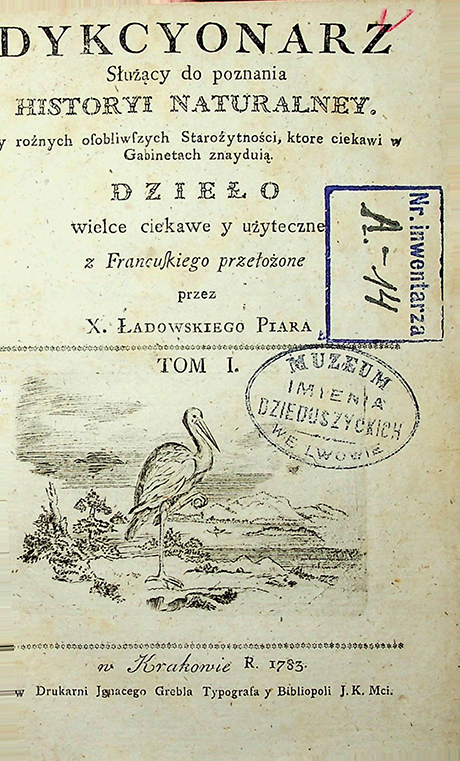 DYKCYONARZ
Służący do poznania
HISTORYI NATURALNEY.
y rożnych osobliwſzych Starożytności, ktore ciekawi w
Gabinetach znayduią.
DZIEŁO
wielce ciekawe y użyteczne
z Francuſkiego przełożone
przez
X. ŁADOWSKIEGO PIARA
Nr. inwentarza
A.-14
TOM I.
MUZEUM
IMIENIA
DZIEDUSZYCKICH
WE LWOWIE
w Krakowie R. 1783.
w Drukarni Jgnacego Grebla Typografa y Bibliopoli J. K. Mci.